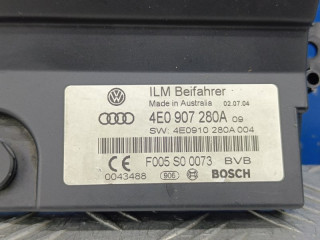 ILM Beifahrer
Made in Australia 02.07.04
4E0 907 280A 09
SW: 4E0910 280A 004
F005 S0 0073 BVB
0043488 906 BOSCH